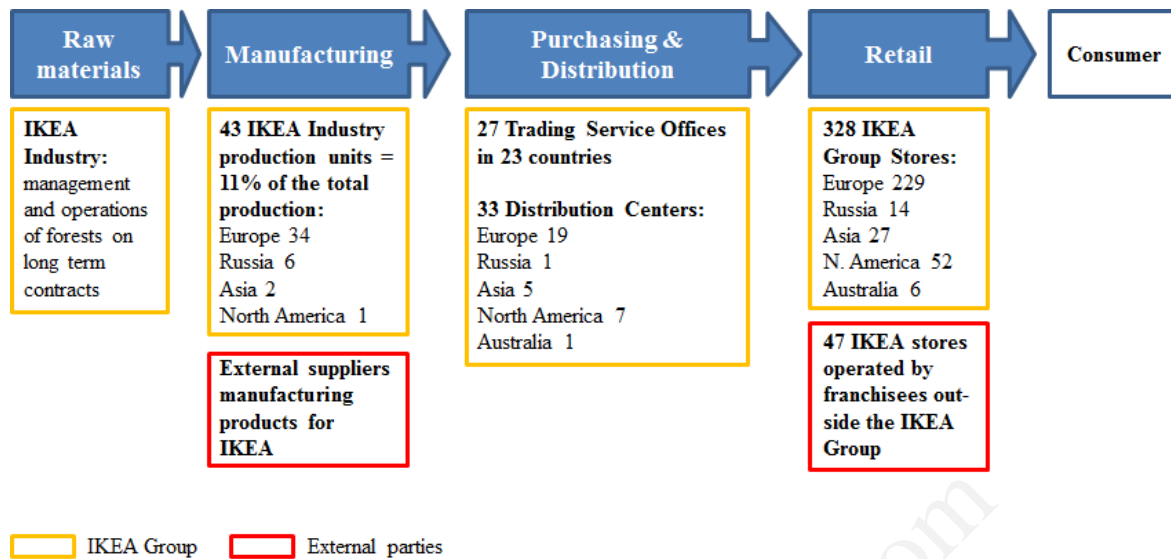 Raw
materials
Manufacturing
Purchasing &
Distribution
Retail
Consumer
IKEA
Industry:
management
and operations
of forests on
long term
contracts
43 IKEA Industry
production units =
11% of the total
production:
Europe 34
Russia 6
Asia 2
North America 1
External suppliers
manufacturing
products for
IKEA
27 Trading Service Offices
in 23 countries
33 Distribution Centers:
Europe 19
Russia 1
Asia 5
North America 7
Australia 1
328 IKEA
Group Stores:
Europe 229
Russia 14
Asia 27
N. America 52
Australia 6
47 IKEA stores
operated by
franchisees out-
side the IKEA
Group
IKEA Group
External parties
om